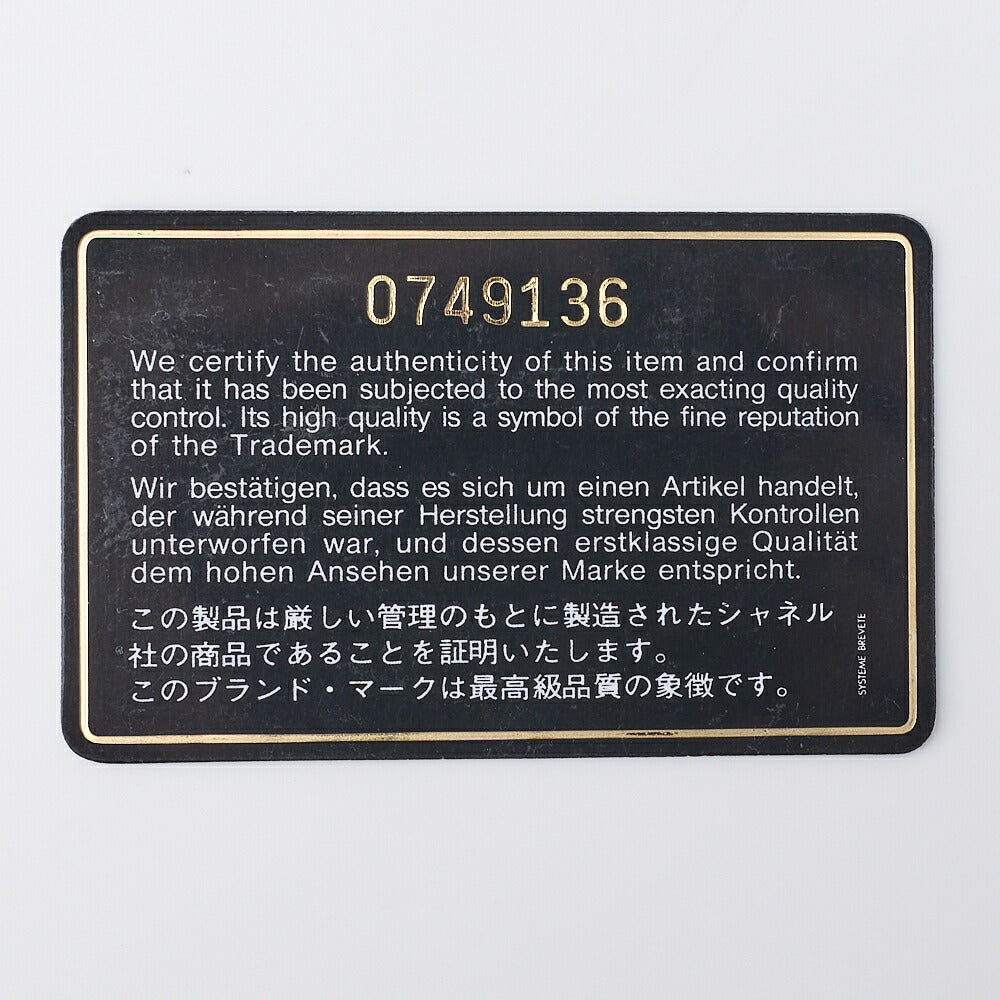 0749136
We certify the authenticity of this item and confirm
that it has been subjected to the most exacting quality
control. Its high quality is a symbol of the fine reputation
of the Trademark.
Wir bestätigen, dass es sich um einen Artikel handelt,
der während seiner Herstellung strengsten Kontrollen
unterworfen war, und dessen erstklassige Qualität
dem hohen Ansehen unserer Marke entspricht.
この製品は厳しい管理のもとに製造されたシャネル
社の商品であることを証明いたします。
このブランド・マークは最高級品質の象徴です。
SYSTEME BREVETE